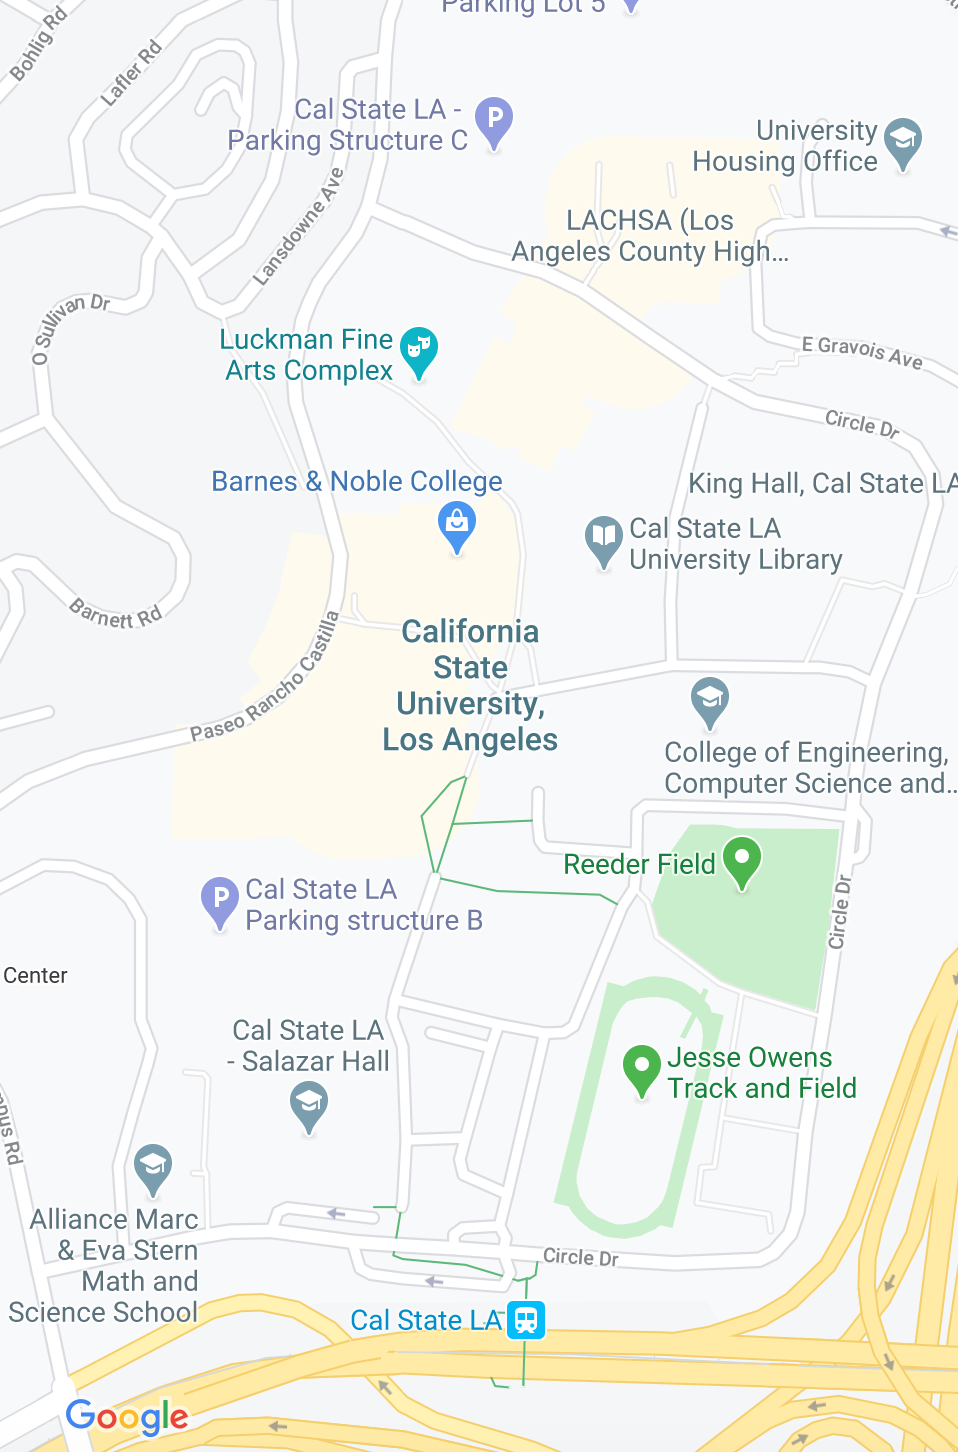 Parking Lot 5
Bohlig Rd
Lafler Rd
Cal State LA -
Parking Structure C
P
University
Housing Office
Lansdowne Ave
LACHSA (Los
Angeles County High...
O Sullivan Dr
Luckman Fine
Arts Complex
E Gravois Ave
Circle Dr
Barnes & Noble College
King Hall, Cal State LA
Cal State LA
University Library
Barnett Rd
Paseo Rancho Castilla
California
State
University,
Los Angeles
College of Engineering,
Computer Science and...
Reeder Field
P
Cal State LA
Parking structure B
Circle Dr
Center
Cal State LA
- Salazar Hall
Jesse Owens
Track and Field
pus Rd
Alliance Marc
& Eva Stern
Math and
Science School
Circle Dr
Cal State LA
Google